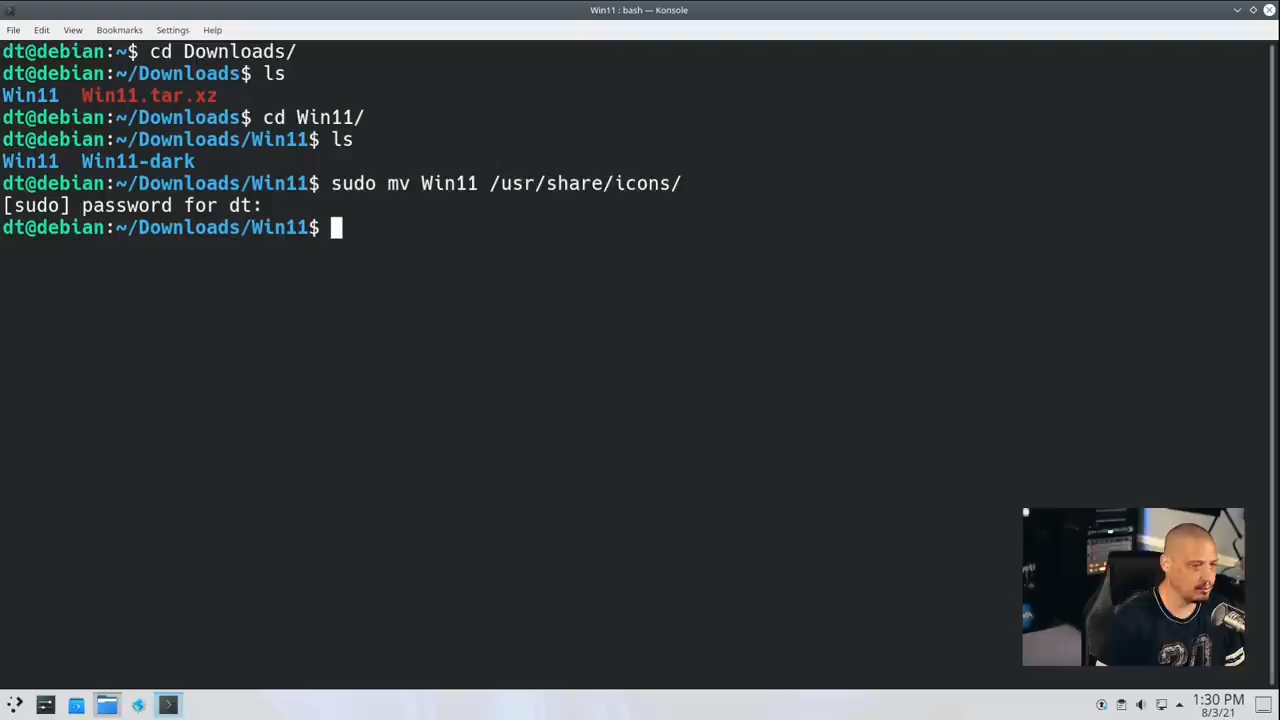 Win11 : bash — Konsole
File Edit View Bookmarks Settings Help
dt@debian:~$ cd Downloads/
dt@debian:~/Downloads$ ls
Win11 Win11.tar.xz
dt@debian:~/Downloads$ cd Win11/
dt@debian:~/Downloads/Win11$ ls
Win11 Win11-dark
dt@debian:~/Downloads/Win11$ sudo mv Win11 /usr/share/icons/
[sudo] password for dt:
dt@debian:~/Downloads/Win11$
1:30 PM
8/3/21